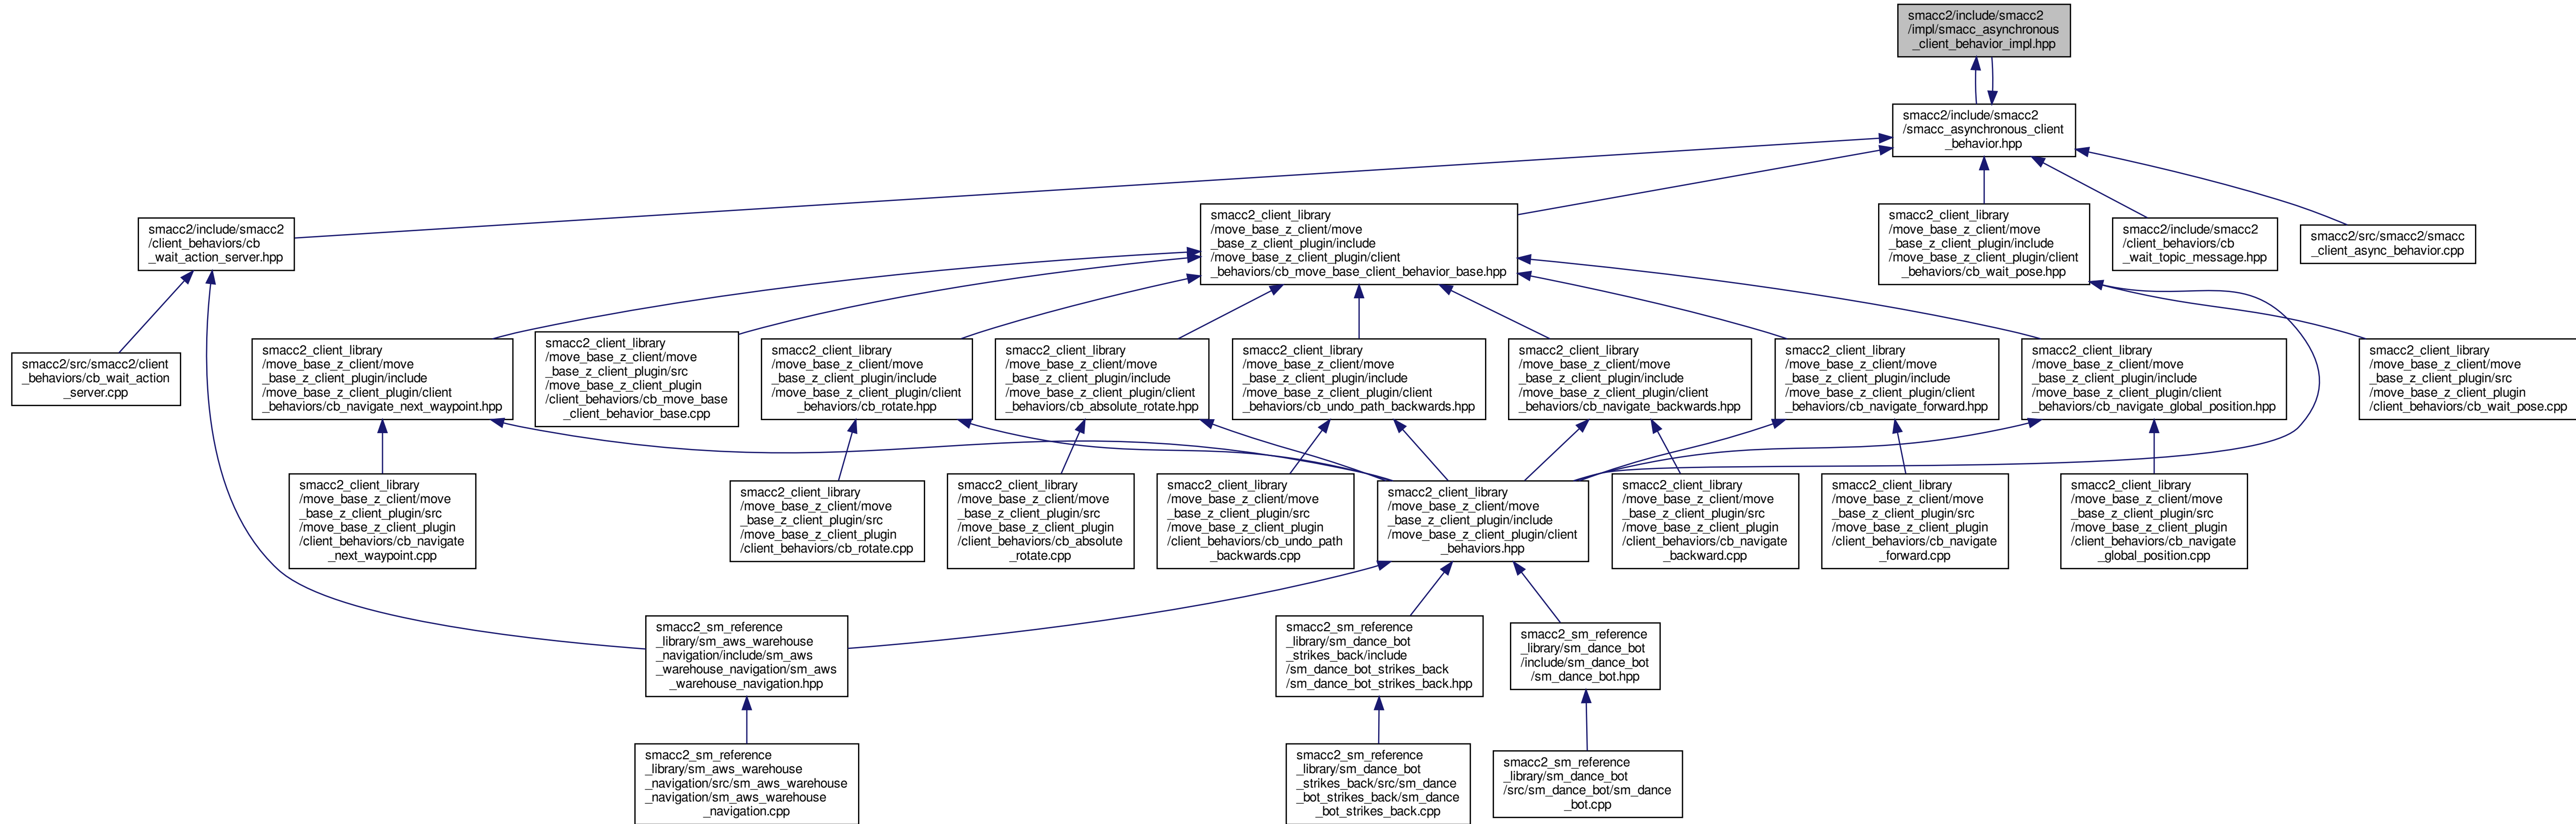 smacc2/include/smacc2
/impl/smacc_asynchronous
_client_behavior_impl.hpp
smacc2/include/smacc2
/smacc_asynchronous_client
_behavior.hpp
smacc2/include/smacc2
/client_behaviors/cb
_wait_action_server.hpp
smacc2_client_library
/move_base_z_client/move
_base_z_client_plugin/include
/move_base_z_client_plugin/client
_behaviors/cb_move_base_client_behavior_base.hpp
smacc2_client_library
/move_base_z_client/move
_base_z_client_plugin/include
/move_base_z_client_plugin/client
_behaviors/cb_wait_pose.hpp
smacc2/include/smacc2
/client_behaviors/cb
_wait_topic_message.hpp
smacc2/src/smacc2/smacc
_client_async_behavior.cpp
smacc2/src/smacc2/client
_behaviors/cb_wait_action
_server.cpp
smacc2_client_library
/move_base_z_client/move
_base_z_client_plugin/include
/move_base_z_client_plugin/client
_behaviors/cb_navigate_next_waypoint.hpp
smacc2_client_library
/move_base_z_client/move
_base_z_client_plugin/src
/move_base_z_client_plugin
/client_behaviors/cb_move_base
_client_behavior_base.cpp
smacc2_client_library
/move_base_z_client/move
_base_z_client_plugin/include
/move_base_z_client_plugin/client
_behaviors/cb_rotate.hpp
smacc2_client_library
/move_base_z_client/move
_base_z_client_plugin/include
/move_base_z_client_plugin/client
_behaviors/cb_absolute_rotate.hpp
smacc2_client_library
/move_base_z_client/move
_base_z_client_plugin/include
/move_base_z_client_plugin/client
_behaviors/cb_undo_path_backwards.hpp
smacc2_client_library
/move_base_z_client/move
_base_z_client_plugin/include
/move_base_z_client_plugin/client
_behaviors/cb_navigate_backwards.hpp
smacc2_client_library
/move_base_z_client/move
_base_z_client_plugin/include
/move_base_z_client_plugin/client
_behaviors/cb_navigate_forward.hpp
smacc2_client_library
/move_base_z_client/move
_base_z_client_plugin/include
/move_base_z_client_plugin/client
_behaviors/cb_navigate_global_position.hpp
smacc2_client_library
/move_base_z_client/move
_base_z_client_plugin/src
/move_base_z_client_plugin
/client_behaviors/cb_wait_pose.cpp
smacc2_client_library
/move_base_z_client/move
_base_z_client_plugin/src
/move_base_z_client_plugin
/client_behaviors/cb_navigate
_next_waypoint.cpp
smacc2_client_library
/move_base_z_client/move
_base_z_client_plugin/src
/move_base_z_client_plugin
/client_behaviors/cb_rotate.cpp
smacc2_client_library
/move_base_z_client/move
_base_z_client_plugin/src
/move_base_z_client_plugin
/client_behaviors/cb_absolute
_rotate.cpp
smacc2_client_library
/move_base_z_client/move
_base_z_client_plugin/src
/move_base_z_client_plugin
/client_behaviors/cb_undo_path
_backwards.cpp
smacc2_client_library
/move_base_z_client/move
_base_z_client_plugin/include
/move_base_z_client_plugin/client
_behaviors.hpp
smacc2_client_library
/move_base_z_client/move
_base_z_client_plugin/src
/move_base_z_client_plugin
/client_behaviors/cb_navigate
_backward.cpp
smacc2_client_library
/move_base_z_client/move
_base_z_client_plugin/src
/move_base_z_client_plugin
/client_behaviors/cb_navigate
_forward.cpp
smacc2_client_library
/move_base_z_client/move
_base_z_client_plugin/src
/move_base_z_client_plugin
/client_behaviors/cb_navigate
_global_position.cpp
smacc2_sm_reference
_library/sm_aws_warehouse
_navigation/include/sm_aws
_warehouse_navigation/sm_aws
_warehouse_navigation.hpp
smacc2_sm_reference
_library/sm_dance_bot
_strikes_back/include
/sm_dance_bot_strikes_back
/sm_dance_bot_strikes_back.hpp
smacc2_sm_reference
_library/sm_dance_bot
/include/sm_dance_bot
/sm_dance_bot.hpp
smacc2_sm_reference
_library/sm_aws_warehouse
_navigation/src/sm_aws_warehouse
_navigation/sm_aws_warehouse
_navigation.cpp
smacc2_sm_reference
_library/sm_dance_bot
_strikes_back/src/sm_dance
_bot_strikes_back/sm_dance
_bot_strikes_back.cpp
smacc2_sm_reference
_library/sm_dance_bot
/src/sm_dance_bot/sm_dance
_bot.cpp